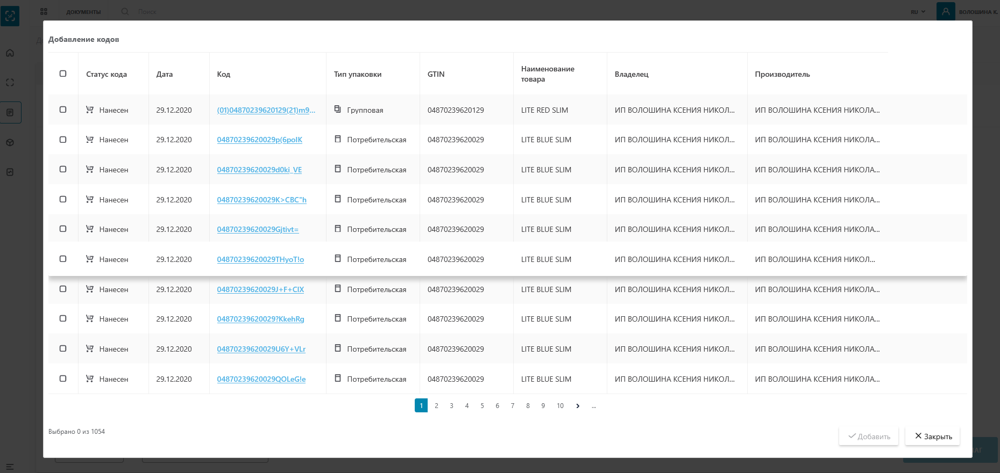 ДОКУМЕНТЫ
Поиск
RU
ВОЛОШИНА К.
Добавление кодов
Статус кода Дата Код Тип упаковки GTIN Наименование товара Владелец Производитель
Нанесен 29.12.2020 (01)04870239620129(21)m9... Групповая 04870239620129 LITE RED SLIM ИП ВОЛОШИНА КСЕНИЯ НИКОЛ... ИП ВОЛОШИНА КСЕНИЯ НИКОЛА...
Нанесен 29.12.2020 04870239620029p(6poIK Потребительская 04870239620029 LITE BLUE SLIM ИП ВОЛОШИНА КСЕНИЯ НИКОЛ... ИП ВОЛОШИНА КСЕНИЯ НИКОЛА...
Нанесен 29.12.2020 04870239620029d0ki_VE Потребительская 04870239620029 LITE BLUE SLIM ИП ВОЛОШИНА КСЕНИЯ НИКОЛ... ИП ВОЛОШИНА КСЕНИЯ НИКОЛА...
Нанесен 29.12.2020 04870239620029K>CBC"h Потребительская 04870239620029 LITE BLUE SLIM ИП ВОЛОШИНА КСЕНИЯ НИКОЛ... ИП ВОЛОШИНА КСЕНИЯ НИКОЛА...
Нанесен 29.12.2020 04870239620029Gjtivt= Потребительская 04870239620029 LITE BLUE SLIM ИП ВОЛОШИНА КСЕНИЯ НИКОЛ... ИП ВОЛОШИНА КСЕНИЯ НИКОЛА...
Нанесен 29.12.2020 04870239620029THyoT!o Потребительская 04870239620029 LITE BLUE SLIM ИП ВОЛОШИНА КСЕНИЯ НИКОЛ... ИП ВОЛОШИНА КСЕНИЯ НИКОЛ...
Нанесен 29.12.2020 04870239620029J+F+CIX Потребительская 04870239620029 LITE BLUE SLIM ИП ВОЛОШИНА КСЕНИЯ НИКОЛ... ИП ВОЛОШИНА КСЕНИЯ НИКОЛА...
Нанесен 29.12.2020 04870239620029?KkehRg Потребительская 04870239620029 LITE BLUE SLIM ИП ВОЛОШИНА КСЕНИЯ НИКОЛ... ИП ВОЛОШИНА КСЕНИЯ НИКОЛА...
Нанесен 29.12.2020 04870239620029U6Y+VLr Потребительская 04870239620029 LITE BLUE SLIM ИП ВОЛОШИНА КСЕНИЯ НИКОЛ... ИП ВОЛОШИНА КСЕНИЯ НИКОЛА...
Нанесен 29.12.2020 04870239620029QOLeG!e Потребительская 04870239620029 LITE BLUE SLIM ИП ВОЛОШИНА КСЕНИЯ НИКОЛ... ИП ВОЛОШИНА КСЕНИЯ НИКОЛА...
1 2 3 4 5 6 7 8 9 10 ...
Выбрано 0 из 1054
Добавить Закрыть